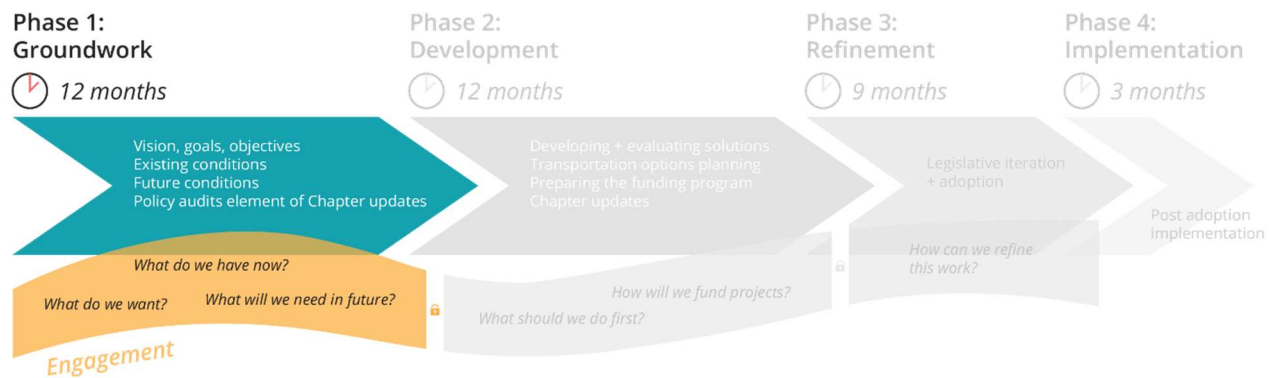 Phase 1:
Groundwork
12 months
Vision, goals, objectives
Existing conditions
Future conditions
Policy audits element of Chapter updates
What do we have now?
What do we want?
What will we need in future?
Engagement
Phase 2:
Development
12 months
Developing + evaluating solutions
Transportation options planning
Preparing the funding program
Chapter updates
How will we fund projects?
What should we do first?
Phase 3:
Refinement
9 months
Legislative iteration
+ adoption
How can we refine
this work?
Phase 4:
Implementation
3 months
Post adoption
implementation